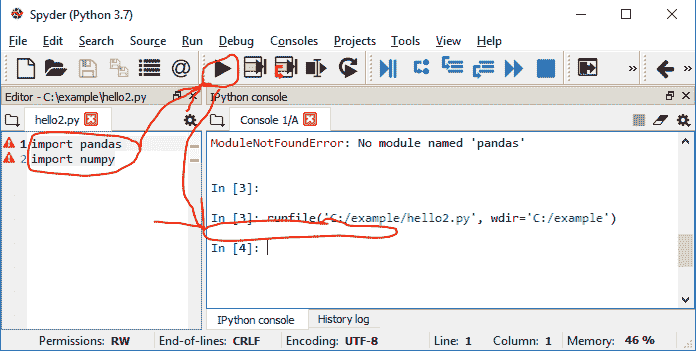 Spyder (Python 3.7)
File Edit Search Source Run Debug Consoles Projects Tools View Help
@
»
Editor - C:\example\hello2.py
hello2.py
1 import pandas
2 import numpy
IPython console
Console 1/A
ModuleNotFoundError: No module named 'pandas'
In [3]:
In [3]: runfile('C:/example/hello2.py', wdir='C:/example')
In [4]:
IPython console History log
Permissions: RW End-of-lines: CRLF Encoding: UTF-8 Line: 1 Column: 1 Memory: 46 %